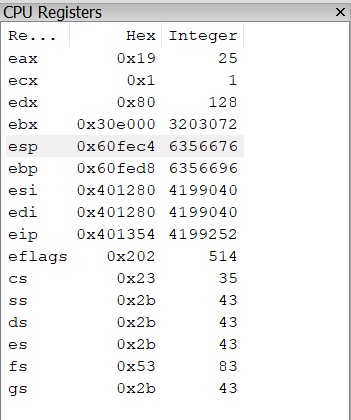 CPU Registers
Re... Hex Integer
eax 0x19 25
ecx 0x1 1
edx 0x80 128
ebx 0x30e000 3203072
esp 0x60fec4 6356676
ebp 0x60fed8 6356696
esi 0x401280 4199040
edi 0x401280 4199040
eip 0x401354 4199252
eflags 0x202 514
cs 0x23 35
ss 0x2b 43
ds 0x2b 43
es 0x2b 43
fs 0x53 83
gs 0x2b 43